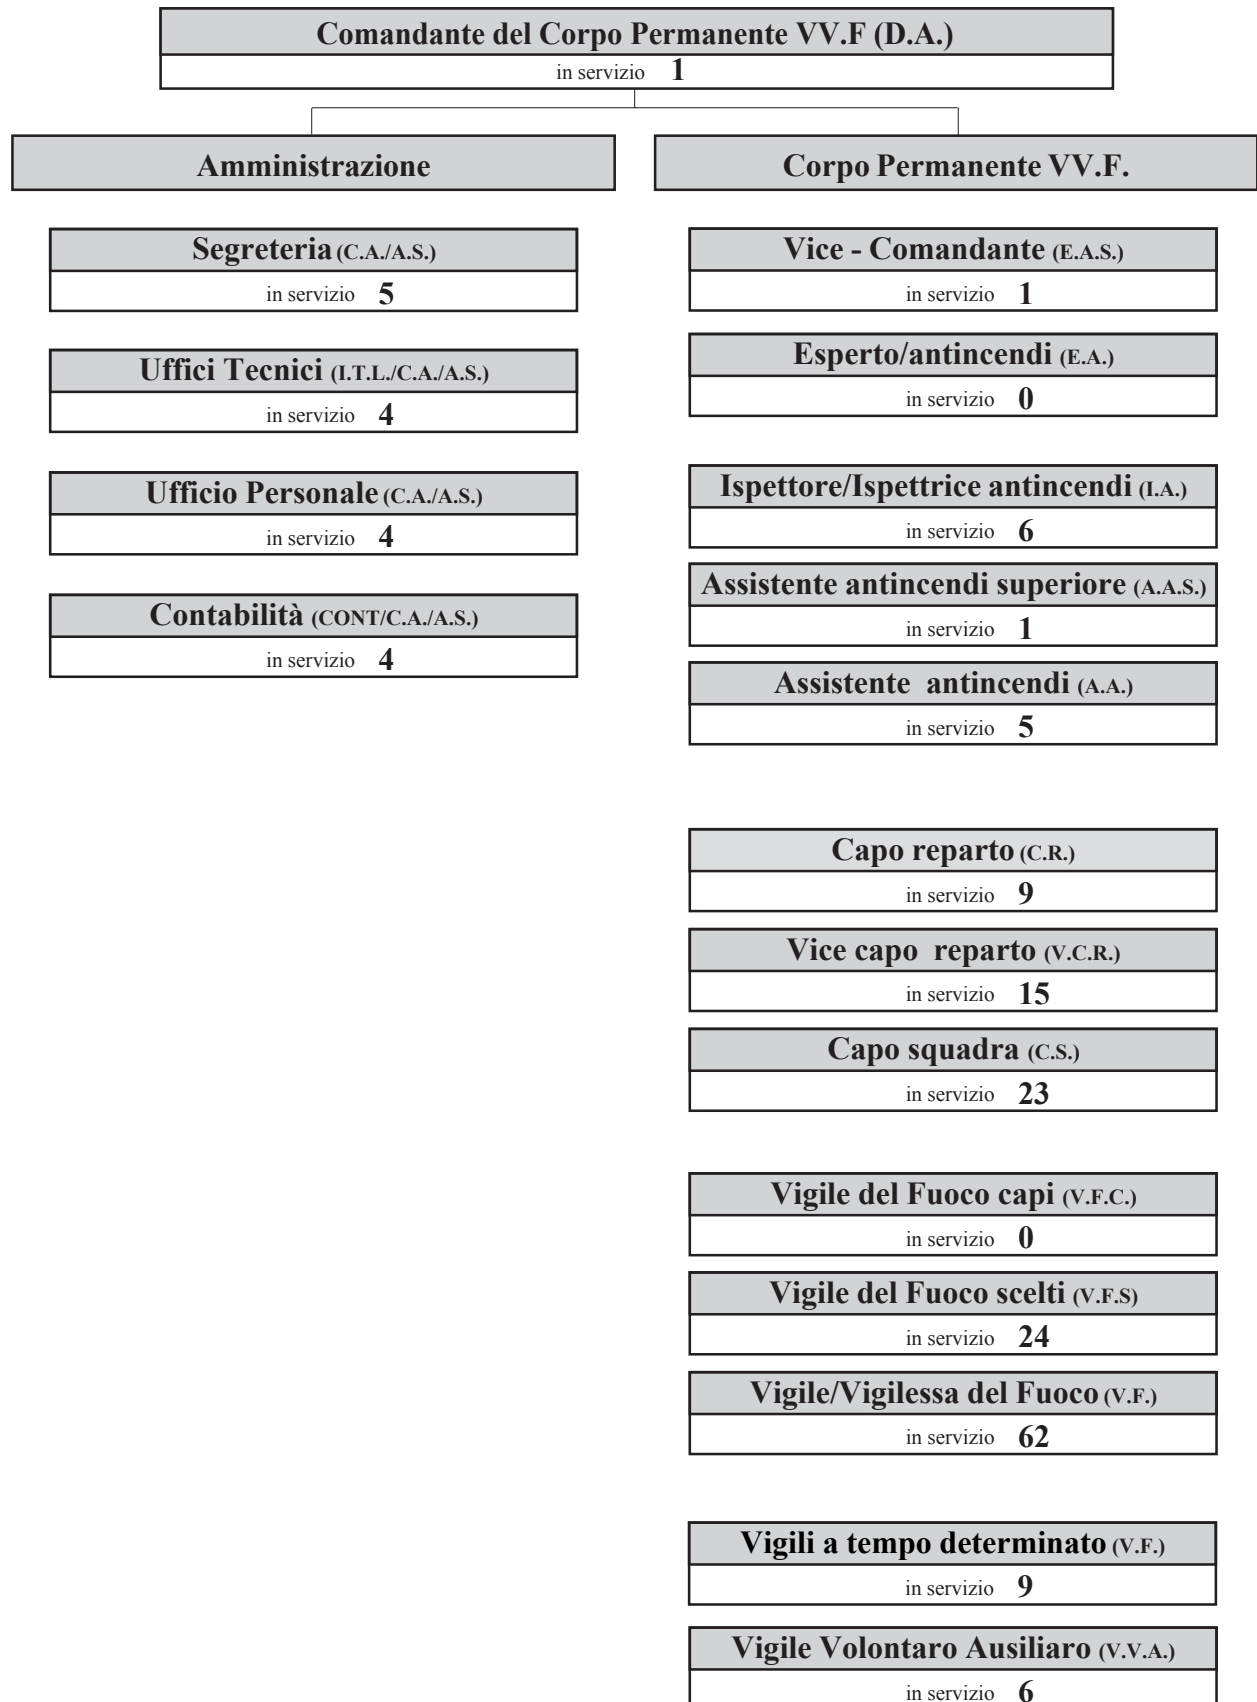 Comandante del Corpo Permanente VV.F (D.A.)
in servizio 1
Amministrazione
Segreteria (C.A./A.S.)
in servizio 5
Uffici Tecnici (I.T.L./C.A./A.S.)
in servizio 4
Ufficio Personale (C.A./A.S.)
in servizio 4
Contabilità (CONT/C.A./A.S.)
in servizio 4
Corpo Permanente VV.F.
Vice - Comandante (E.A.S.)
in servizio 1
Esperto/antincendi (E.A.)
in servizio 0
Ispettore/Ispettrice antincendi (I.A.)
in servizio 6
Assistente antincendi superiore (A.A.S.)
in servizio 1
Assistente antincendi (A.A.)
in servizio 5
Capo reparto (C.R.)
in servizio 9
Vice capo reparto (V.C.R.)
in servizio 15
Capo squadra (C.S.)
in servizio 23
Vigile del Fuoco capi (V.F.C.)
in servizio 0
Vigile del Fuoco scelti (V.F.S)
in servizio 24
Vigile/Vigilessa del Fuoco (V.F.)
in servizio 62
Vigili a tempo determinato (V.F.)
in servizio 9
Vigile Volontaro Ausiliaro (V.V.A.)
in servizio 6